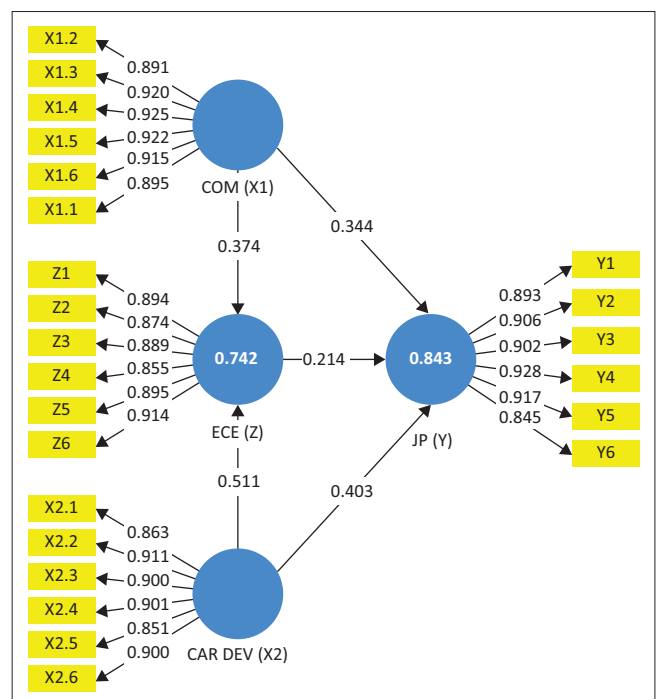 X1.2
X1.3
X1.4
X1.5
X1.6
X1.1
0.891
0.920
0.925
0.922
0.915
0.895
COM (X1)
0.374
0.344
Z1
Z2
Z3
Z4
Z5
Z6
0.894
0.874
0.889
0.855
0.895
0.914
0.742
ECE (Z)
0.214
0.843
JP (Y)
0.893
0.906
0.902
0.928
0.917
0.845
Y1
Y2
Y3
Y4
Y5
Y6
0.511
0.403
X2.1
X2.2
X2.3
X2.4
X2.5
X2.6
0.863
0.911
0.900
0.901
0.851
0.900
CAR DEV (X2)